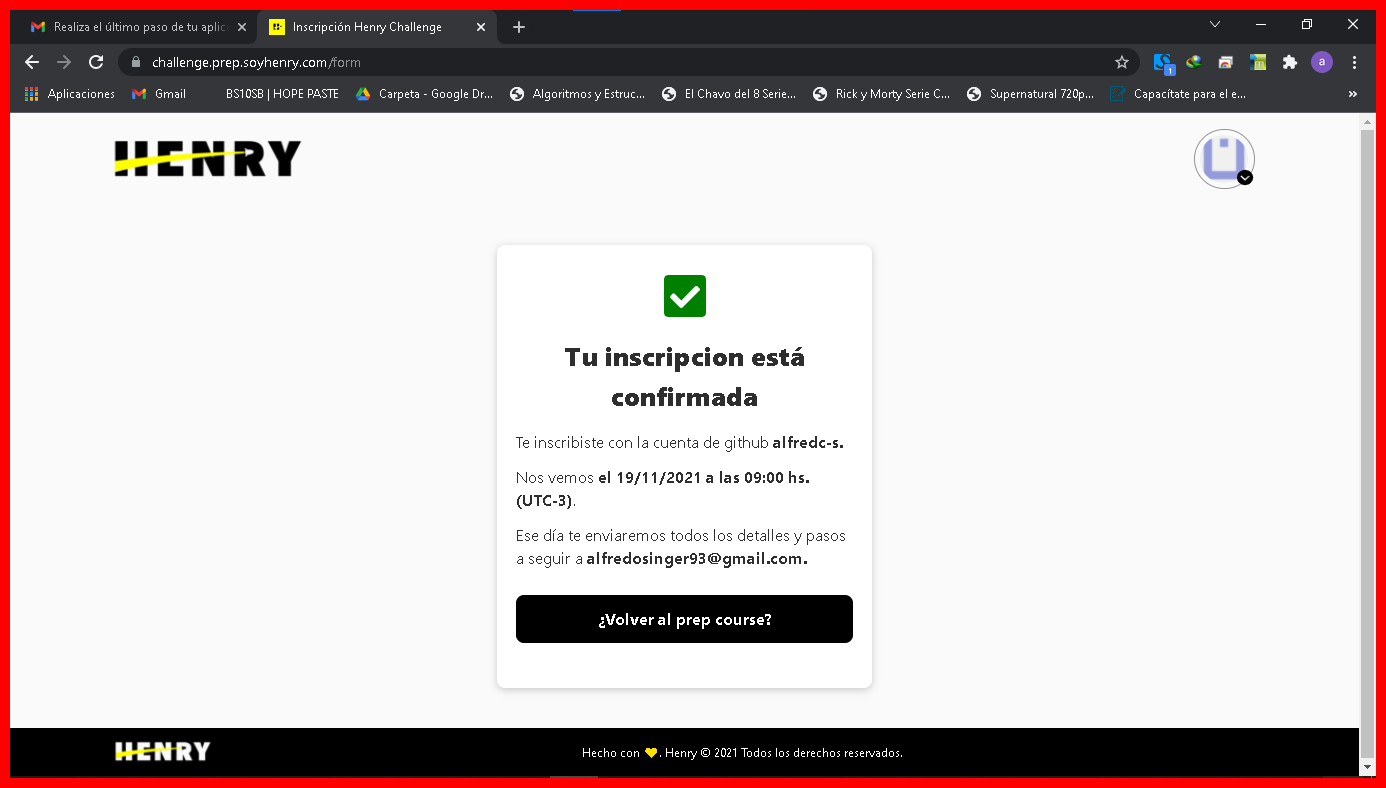 Realiza el último paso de tu aplic
Inscripción Henry Challenge
challenge.prep.soyhenry.com/form
1
a
Aplicaciones
Gmail
BS10SB | HOPE PASTE
Carpeta - Google Dr...
Algoritmos y Estruc...
El Chavo del 8 Serie...
Rick y Morty Serie C...
Supernatural 720p...
Capacítate para el e...
»
HENRY
Tu inscripcion está
confirmada
Te inscribiste con la cuenta de github alfredc-s.
Nos vemos el 19/11/2021 a las 09:00 hs.
(UTC-3).
Ese día te enviaremos todos los detalles y pasos
a seguir a alfredosinger93@gmail.com.
¿Volver al prep course?
HENRY
Hecho con 💛. Henry © 2021 Todos los derechos reservados.